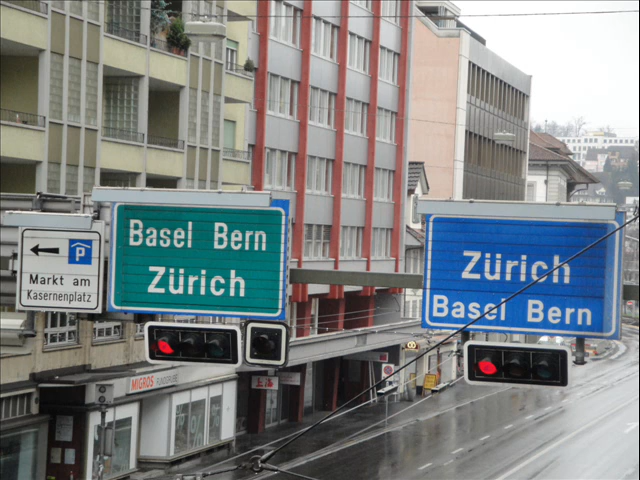 Basel Bern
Zürich
Zürich
Basel Bern
P
Markt am
Kasernenplatz
MIGROS